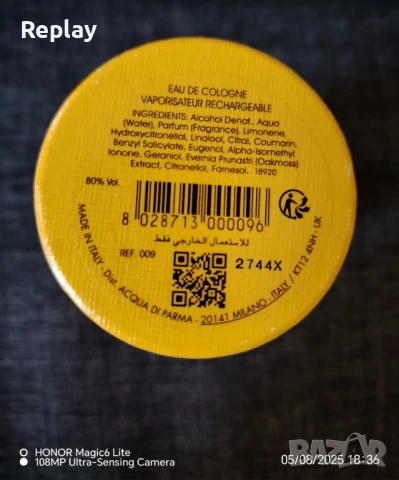 Replay
EAU DE COLOGNE
VAPORISATEUR RECHARGEABLE
INGREDIENTS: Alcohol Denat., Aqua
(Water), Parfum (Fragrance), Limonene,
Hydroxycitronellal, Linalool, Citral, Coumarin,
Benzyl Salicylate, Eugenol, Alpha-Isomethyl
Ionone, Geraniol, Evernia Prunastri (Oakmoss)
Extract, Citronellol, Farnesol. 18920
80% Vol.
8 028713 000096
للاستعمال الخارجي فقط
REF. 009
2744X
MADE IN ITALY - Dist. ACQUA DI PARMA - 20141 MILANO - ITALY / KT12 4NH - UK
HONOR Magic6 Lite
108MP Ultra-Sensing Camera
05/08/2025 18:36
BAZAR